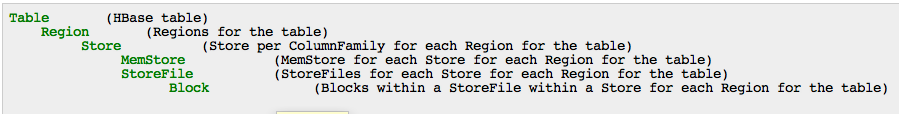 Table (HBase table)
Region (Regions for the table)
Store (Store per ColumnFamily for each Region for the table)
MemStore (MemStore for each Store for each Region for the table)
StoreFile (StoreFiles for each Store for each Region for the table)
Block (Blocks within a StoreFile within a Store for each Region for the table)